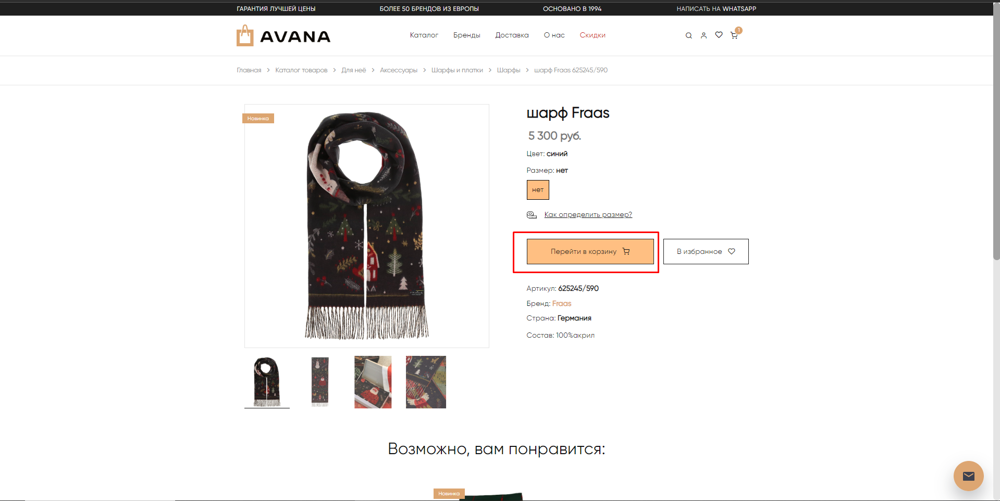 ГАРАНТИЯ ЛУЧШЕЙ ЦЕНЫ
БОЛЕЕ 50 БРЕНДОВ ИЗ ЕВРОПЫ
ОСНОВАНО В 1994
НАПИСАТЬ НА WHATSAPP
AVANA
Каталог
Бренды
Доставка
О нас
Скидки
1
Главная > Каталог товаров > Для неё > Аксессуары > Шарфы и платки > Шарфы > шарф Fraas 625245/590
Новинка
FRAAS
шарф Fraas
5 300 руб.
Цвет: синий
Размер: нет
нет
Как определить размер?
Перейти в корзину
В избранное
Артикул: 625245/590
Бренд: Fraas
Страна: Германия
Состав: 100%акрил
Возможно, вам понравится:
Новинка